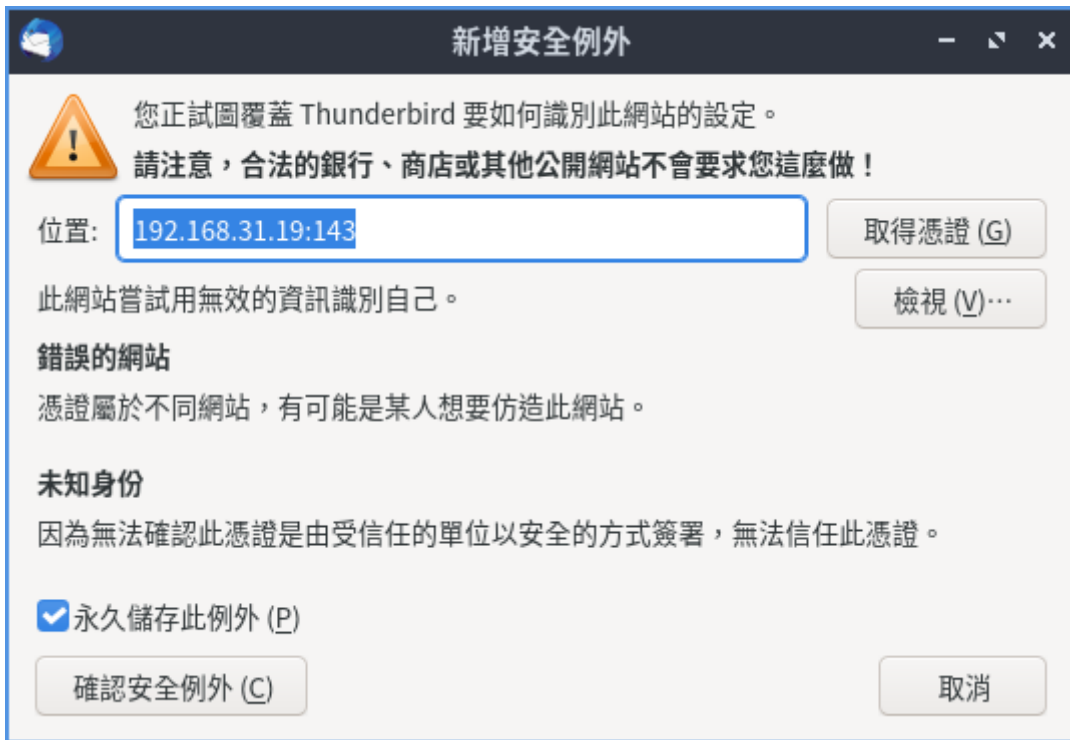 新增安全例外
您正試圖覆蓋 Thunderbird 要如何識別此網站的設定。
請注意,合法的銀行、商店或其他公開網站不會要求您這麼做!
位置: 192.168.31.19:143 取得憑證 (G)
此網站嘗試用無效的資訊識別自己。 檢視 (V)⋯
錯誤的網站
憑證屬於不同網站,有可能是某人想要仿造此網站。
未知身份
因為無法確認此憑證是由受信任的單位以安全的方式簽署,無法信任此憑證。
永久儲存此例外 (P)
確認安全例外 (C) 取消